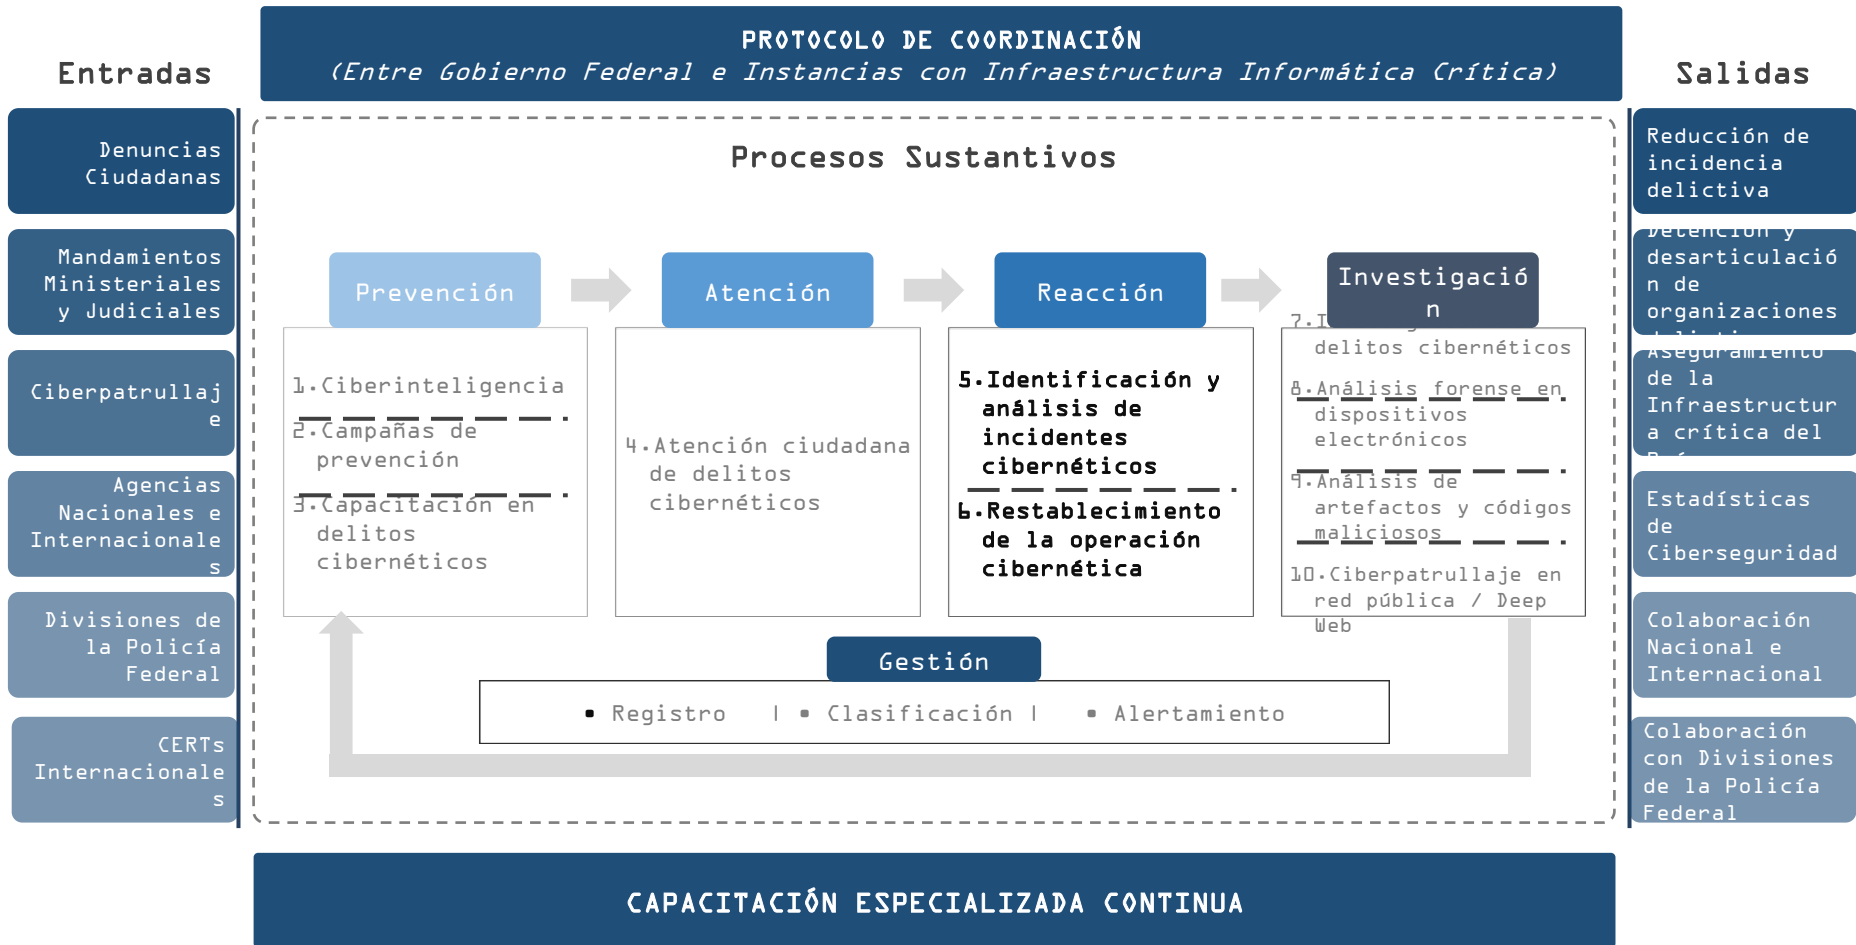 PROTOCOLO DE COORDINACIÓN
(Entre Gobierno Federal e Instancias con Infraestructura Informática Crítica)
Entradas
Denuncias
Ciudadanas
Mandamientos
Ministeriales
y Judiciales
Ciberpatrullaj
e
Agencias
Nacionales e
Internacionale
s
Divisiones de
la Policía
Federal
CERTs
Internacionale
s
Procesos Sustantivos
Prevención
1.Ciberinteligencia
2.Campañas de
prevención
3.Capacitación en
delitos
cibernéticos
Atención
4.Atención ciudadana
de delitos
cibernéticos
Reacción
5.Identificación y
análisis de
incidentes
cibernéticos
6.Restablecimiento
de la operación
cibernética
Investigació
n
7.
delitos cibernéticos
8.Análisis forense en
dispositivos
electrónicos
9.Análisis de
artefactos y códigos
maliciosos
10.Ciberpatrullaje en
red pública / Deep
Web
Gestión
▪ Registro | ▪ Clasificación | ▪ Alertamiento
Salidas
Reducción de
incidencia
delictiva
Detención y
desarticulació
n de
organizaciones
Aseguramiento
de la
Infraestructur
a crítica del
Estadísticas
de
Ciberseguridad
Colaboración
Nacional e
Internacional
Colaboración
con Divisiones
de la Policía
Federal
CAPACITACIÓN ESPECIALIZADA CONTINUA